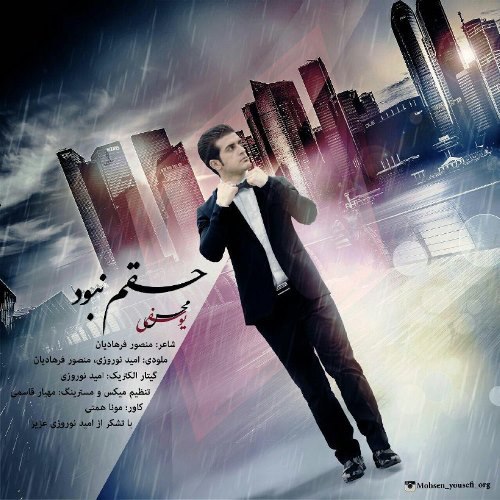 حقم نبود
محسن یوسفی
شاعر: منصور فرهادیان
ملودی: امید نوروزی، منصور فرهادیان
گیتار الکتریک: امید نوروزی
تنظیم میکس و مسترینگ: مهیار قاسمی
کاور: مونا همتی
با تشکر از امید نوروزی عزیز
Mohsen_yousefi_org